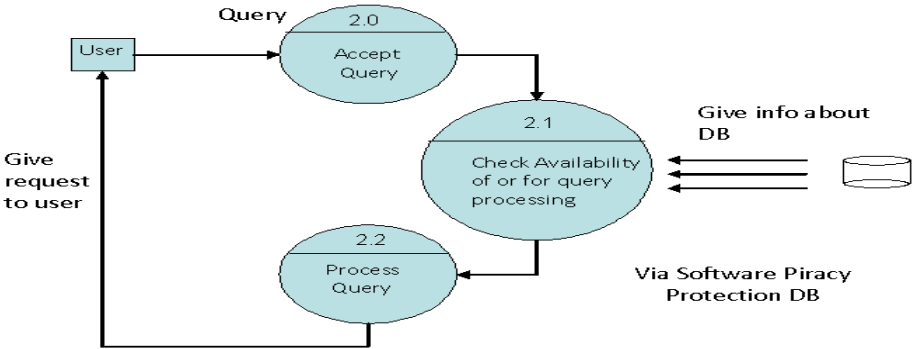 Query
2.0
Accept
Query
User
2.1
Check Availability
of or for query
processing
Give info about
DB
Give
request
to user
2.2
Process
Query
Via Software Piracy
Protection DB